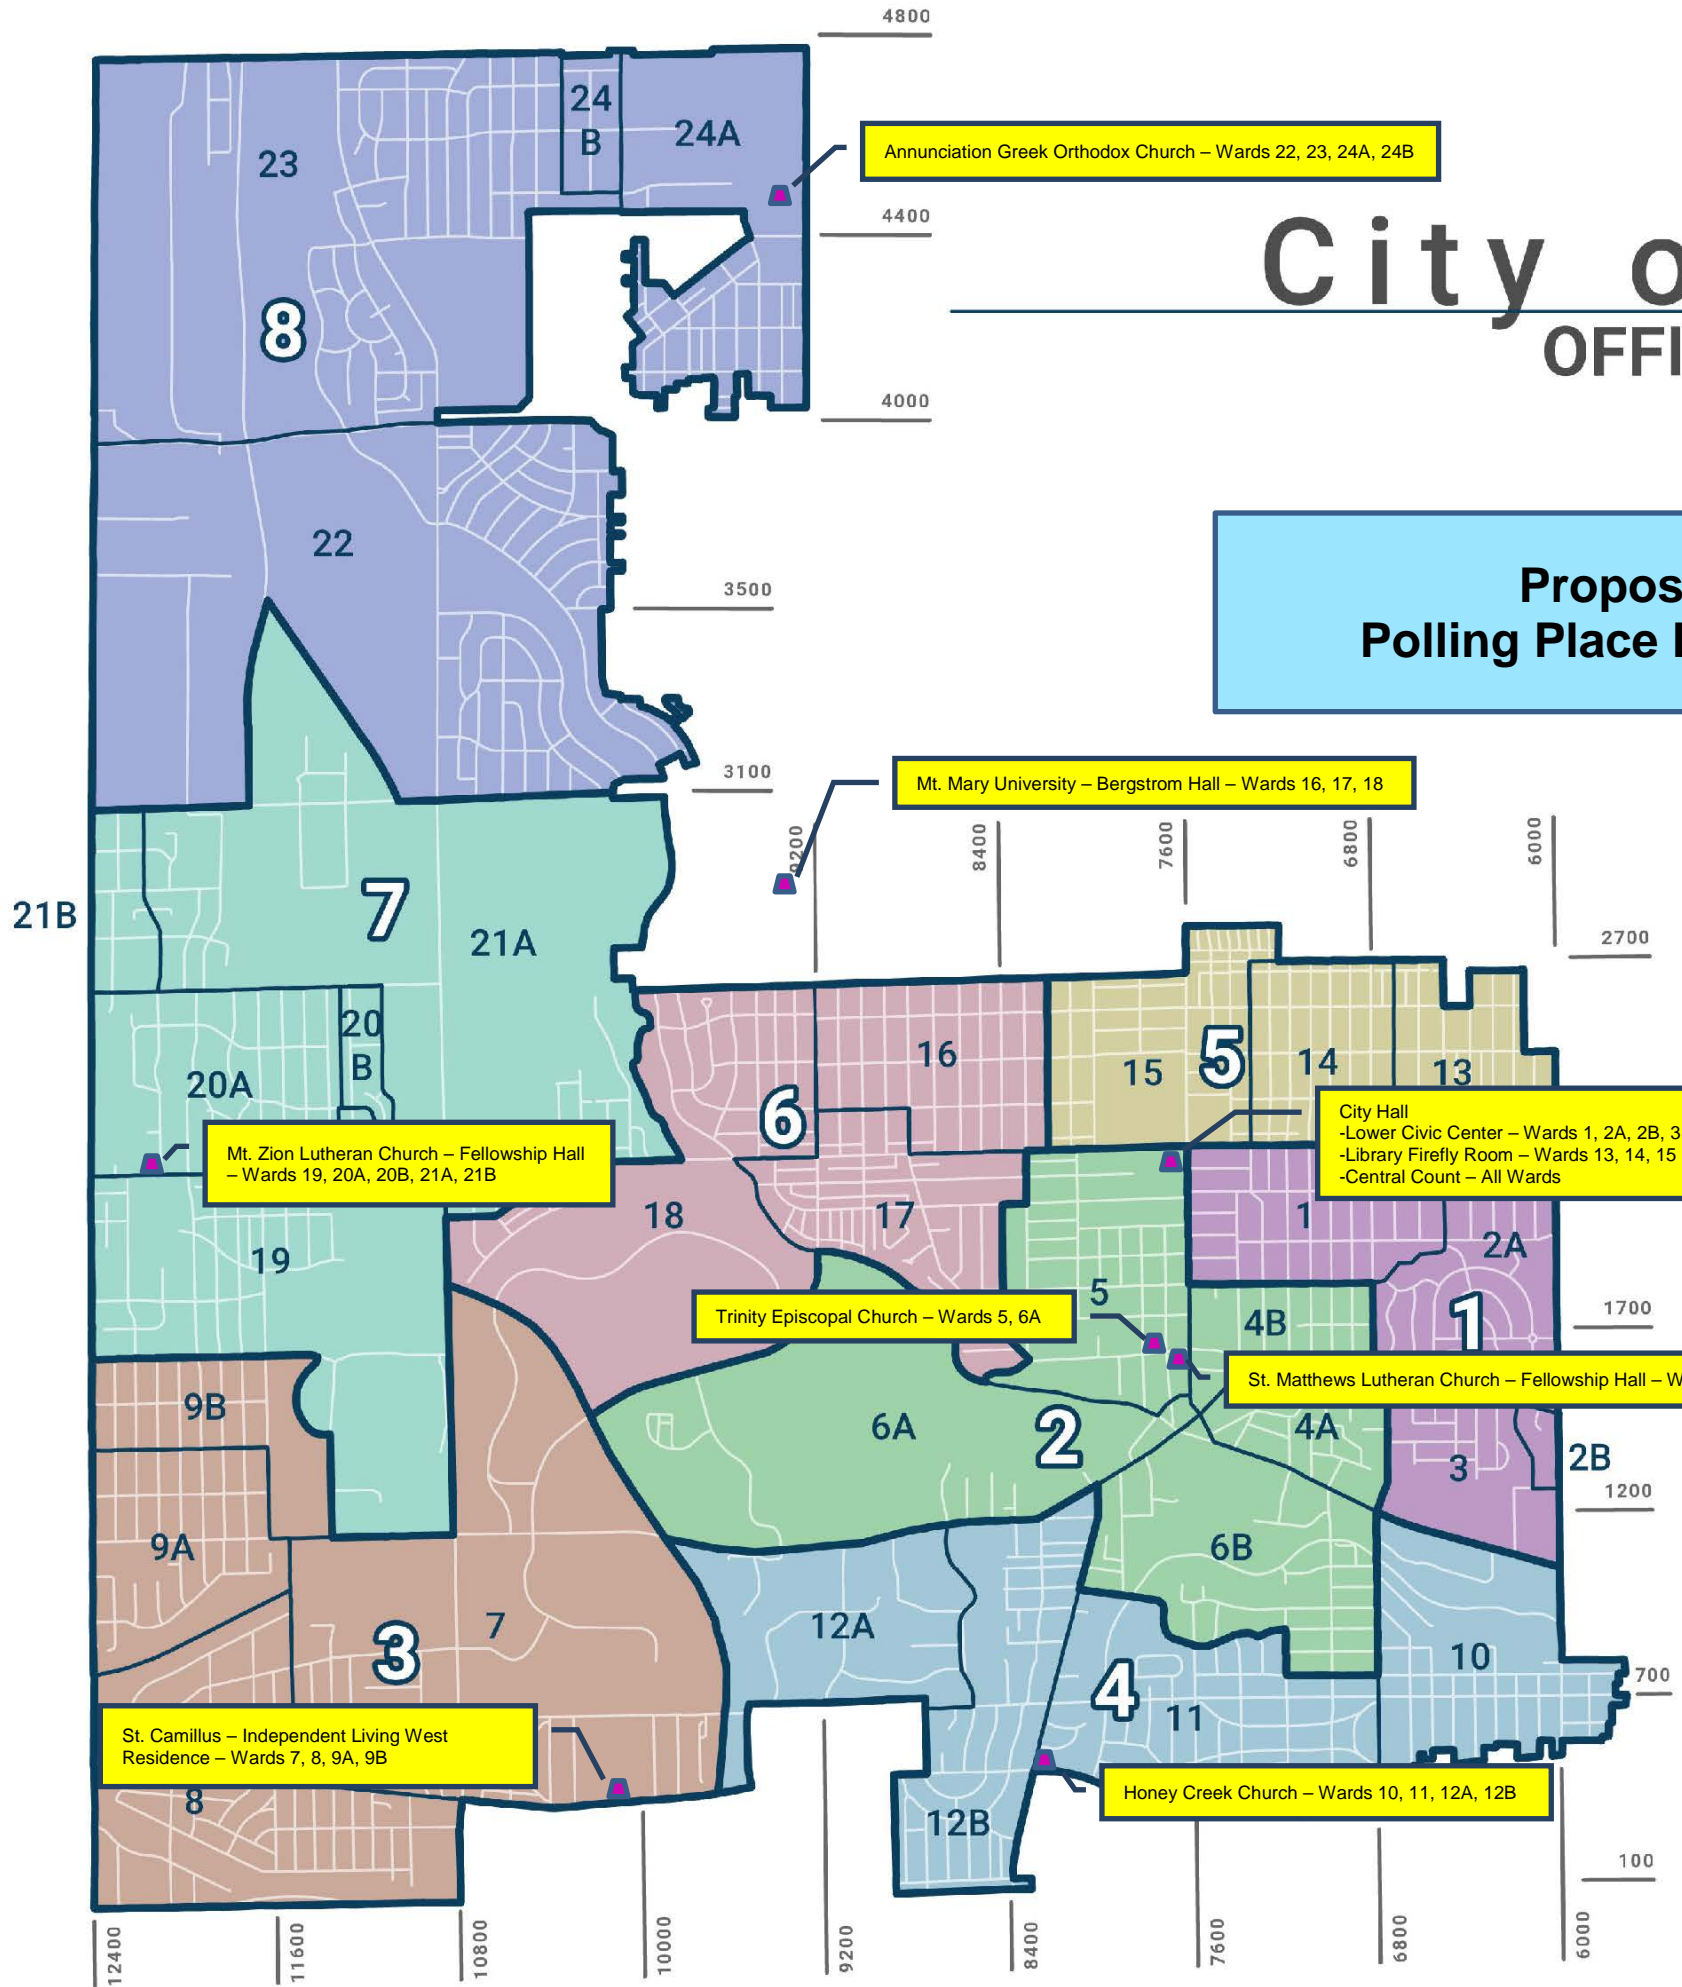 4800
24
B
24A
23
Annunciation Greek Orthodox Church – Wards 22, 23, 24A, 24B
4400
City o
OFFI
8
4000
22
3500
Propos
Polling Place
3100
Mt. Mary University – Bergstrom Hall – Wards 16, 17, 18
9200
8400
7600
6800
6000
21B
7
21A
2700
20
B
20A
16
15
5
14
13
6
City Hall
-Lower Civic Center – Wards 1, 2A, 2B, 3
-Library Firefly Room – Wards 13, 14, 15
-Central Count – All Wards
Mt. Zion Lutheran Church – Fellowship Hall
– Wards 19, 20A, 20B, 21A, 21B
18
17
1
2A
19
5
4B
1
1700
Trinity Episcopal Church – Wards 5, 6A
St. Matthews Lutheran Church – Fellowship Hall – W
9B
6A
2
4A
3
2B
1200
9A
6B
7
3
12A
10
4
11
700
St. Camillus – Independent Living West
Residence – Wards 7, 8, 9A, 9B
8
Honey Creek Church – Wards 10, 11, 12A, 12B
12B
100
12400
11600
10800
10000
9200
8400
7600
6800
6000